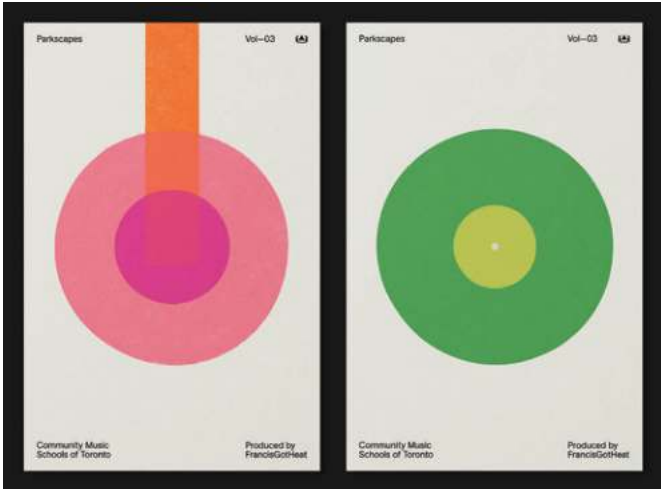 Parkscapes
Vol—03
Community Music
Schools of Toronto
Produced by
FrancisGotHeat
Parkscapes
Vol—03
Community Music
Schools of Toronto
Produced by
FrancisGotHeat